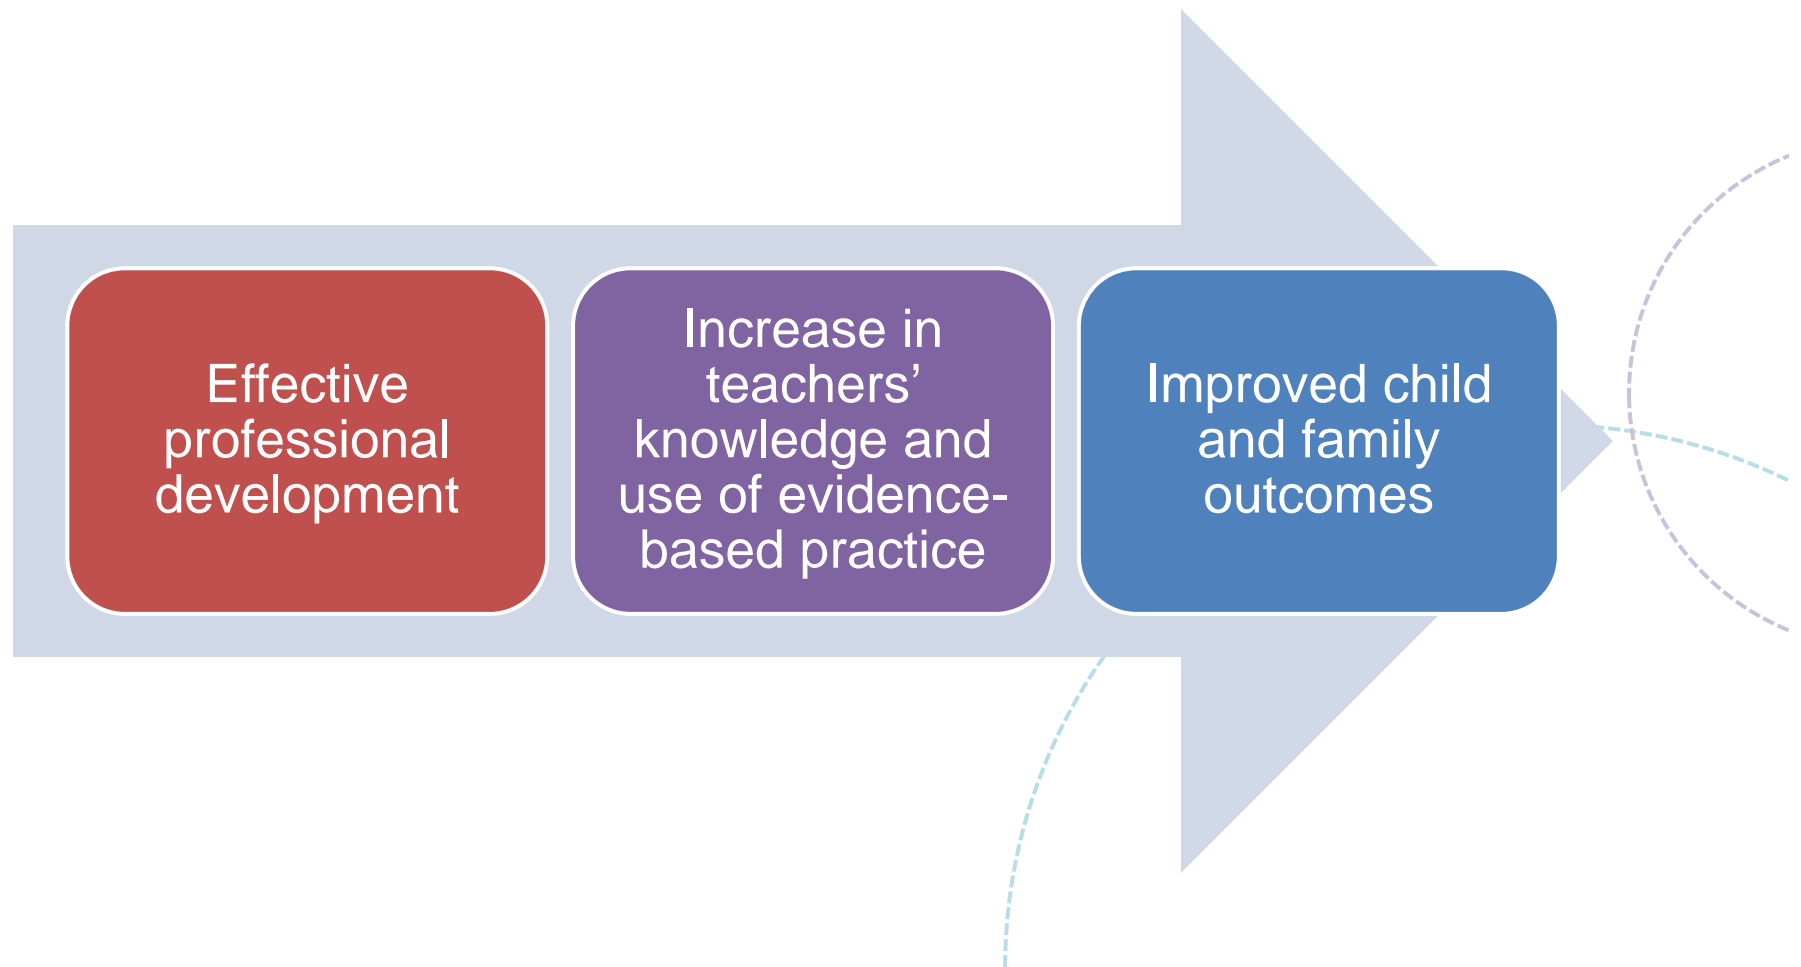 Effective
professional
development
Increase in
teachers’
knowledge and
use of evidence-
based practice
Improved child
and family
outcomes